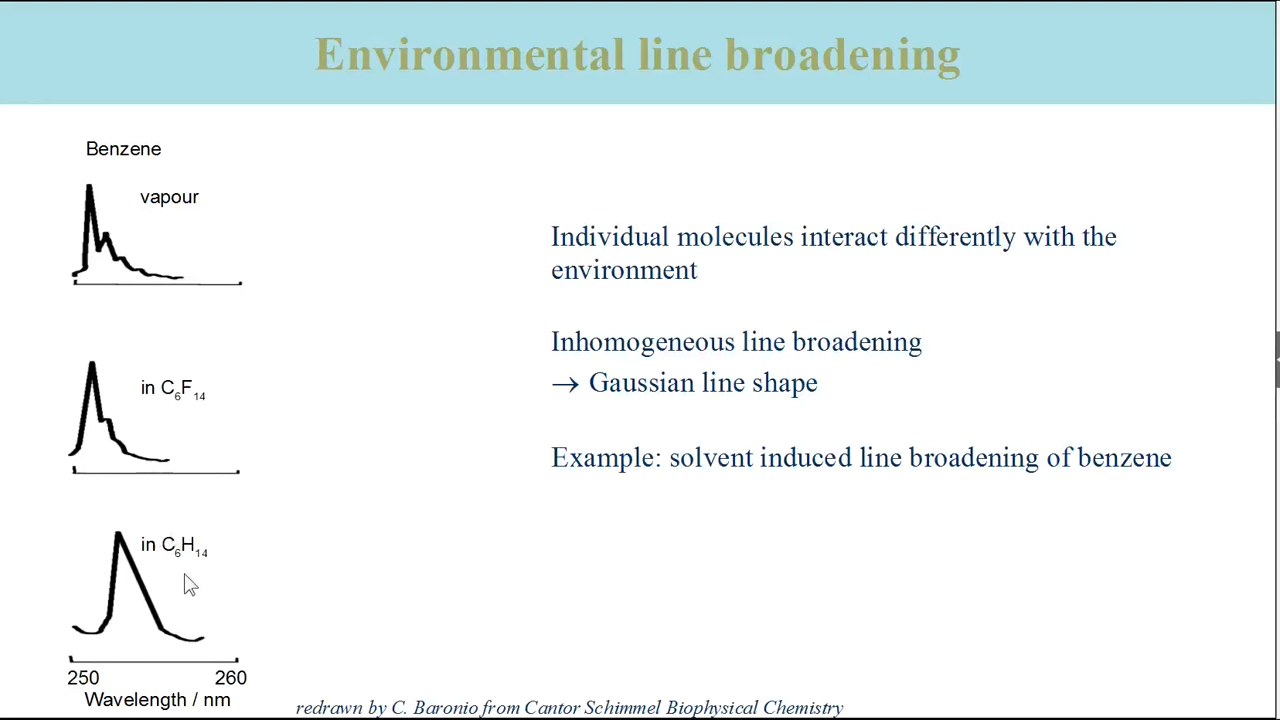 Environmental line broadening
Benzene
vapour
in C₆F₁₄
in C₆H₁₄
250 260
Wavelength / nm
Individual molecules interact differently with the
environment
Inhomogeneous line broadening
→ Gaussian line shape
Example: solvent induced line broadening of benzene
redrawn by C. Baronio from Cantor Schimmel Biophysical Chemistry